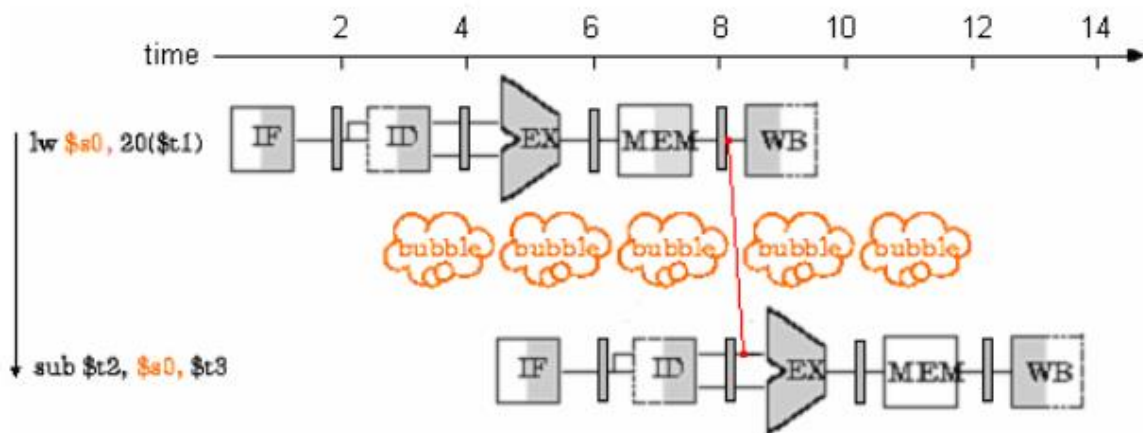 2 4 6 8 10 12 14
time
lw $s0, 20($t1)
IF ID EX MEM WB
bubble bubble bubble bubble bubble
sub $t2, $s0, $t3
IF ID EX MEM WB